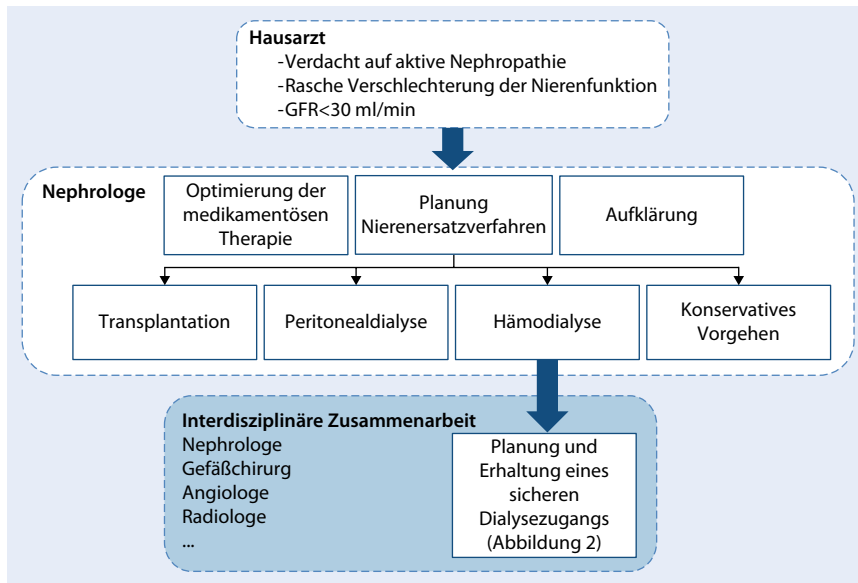 Hausarzt
-Verdacht auf aktive Nephropathie
-Rasche Verschlechterung der Nierenfunktion
-GFR<30 ml/min
Nephrologe
Optimierung der
medikamentösen
Therapie
Planung
Nierenersatzverfahren
Aufklärung
Transplantation
Peritonealdialyse
Hämodialyse
Konservatives
Vorgehen
Interdisziplinäre Zusammenarbeit
Nephrologe
Gefäßchirurg
Angiologe
Radiologe
...
Planung und
Erhaltung eines
sicheren
Dialysezugangs
(Abbildung 2)